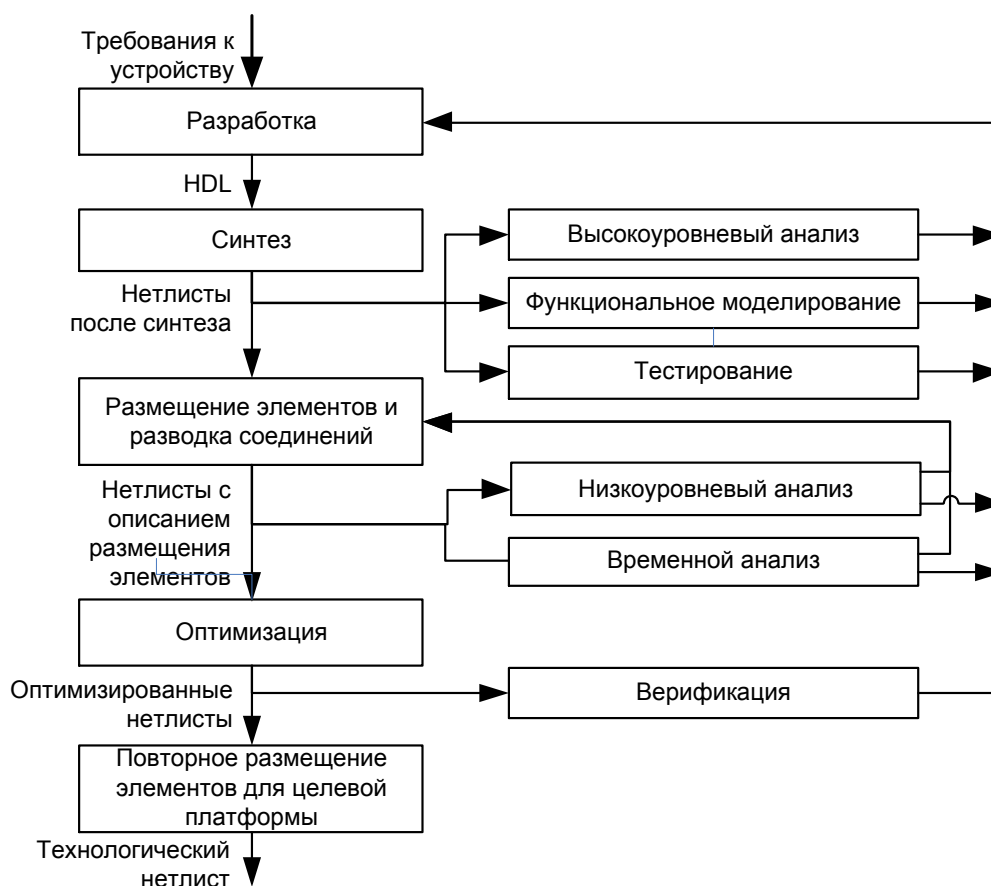 Требования к
устройству
Разработка
HDL
Синтез
Высокоуровневый анализ
Нетлисты
после синтеза
Функциональное моделирование
Тестирование
Размещение элементов и
разводка соединений
Нетлисты с
описанием
размещения
элементов
Низкоуровневый анализ
Временной анализ
Оптимизация
Оптимизированные
нетлисты
Верификация
Повторное размещение
элементов для целевой
платформы
Технологический
нетлист